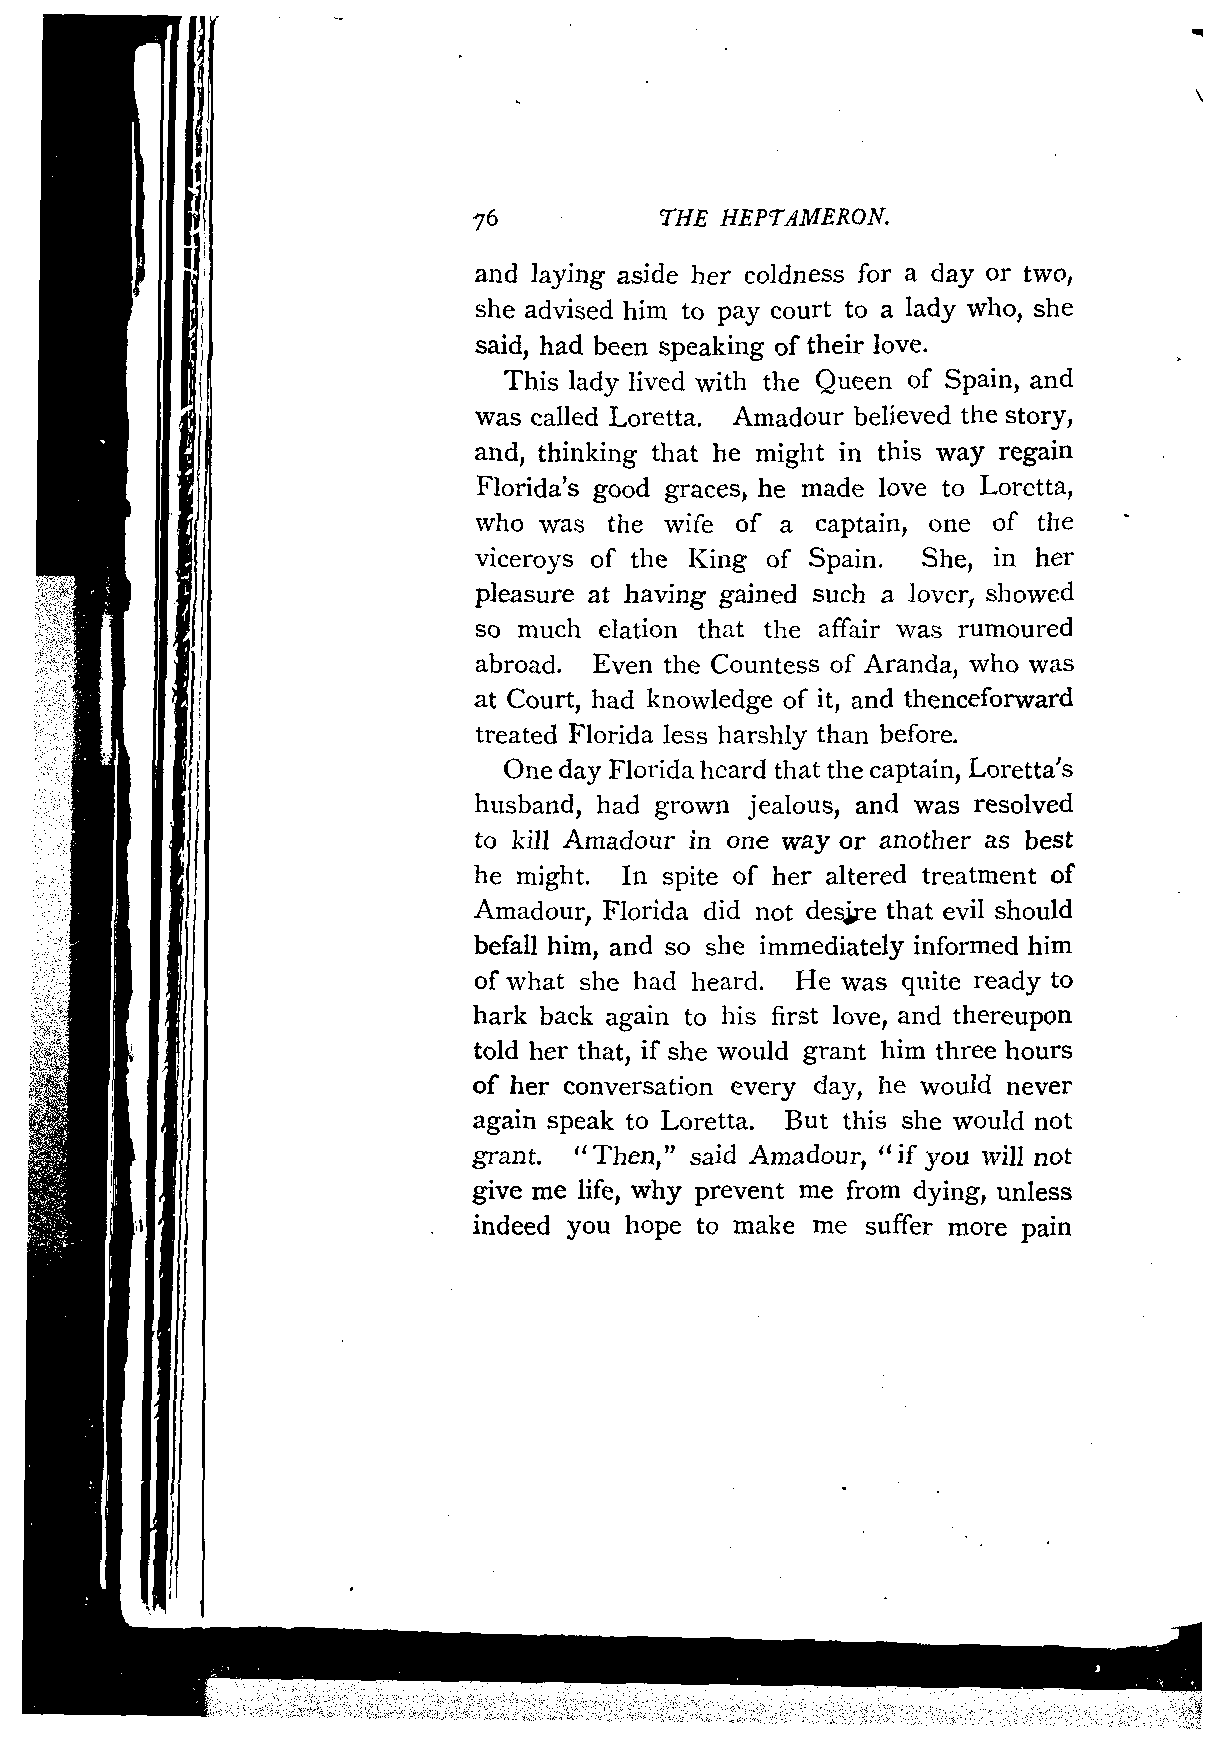 76 THE HEPTAMERON.
and laying aside her coldness for a day or two,
she advised him to pay court to a lady who, she
said, had been speaking of their love.
This lady lived with the Queen of Spain, and
was called Loretta. Amadour believed the story,
and, thinking that he might in this way regain
Florida's good graces, he made love to Loretta,
who was the wife of a captain, one of the
viceroys of the King of Spain. She, in her
pleasure at having gained such a lover, showed
so much elation that the affair was rumoured
abroad. Even the Countess of Aranda, who was
at Court, had knowledge of it, and thenceforward
treated Florida less harshly than before.
One day Florida heard that the captain, Loretta's
husband, had grown jealous, and was resolved
to kill Amadour in one way or another as best
he might. In spite of her altered treatment of
Amadour, Florida did not desire that evil should
befall him, and so she immediately informed him
of what she had heard. He was quite ready to
hark back again to his first love, and thereupon
told her that, if she would grant him three hours
of her conversation every day, he would never
again speak to Loretta. But this she would not
grant. "Then," said Amadour, "if you will not
give me life, why prevent me from dying, unless
indeed you hope to make me suffer more pain